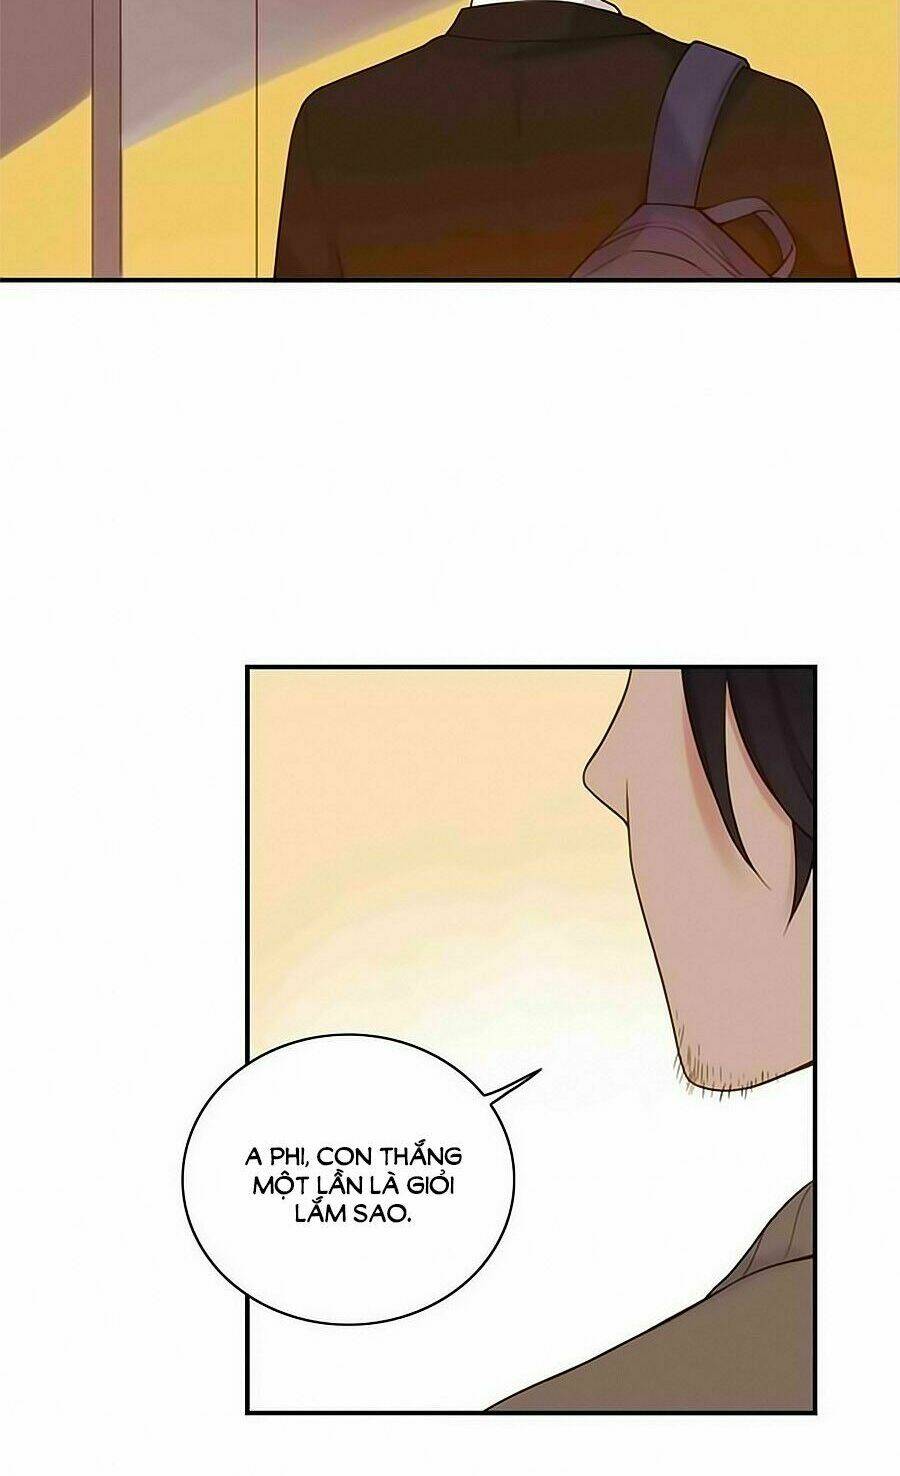 A PHI, CON THẮNG
MỘT LẦN LÀ GIỎI
LẮM SAO.